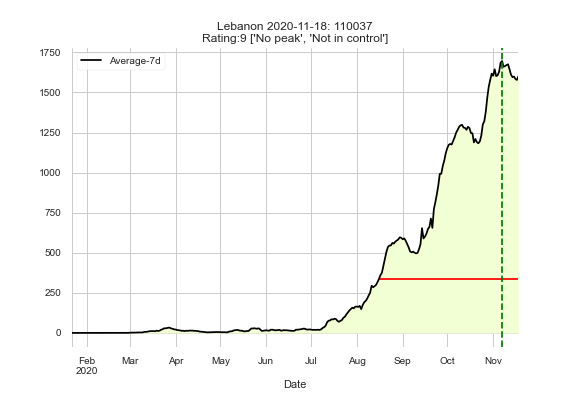 Lebanon 2020-11-18: 110037
Rating:9 ['No peak', 'Not in control']
Average-7d
1750
1500
1250
1000
750
500
250
0
Feb Mar Apr May Jun Jul Aug Sep Oct Nov
2020
Date